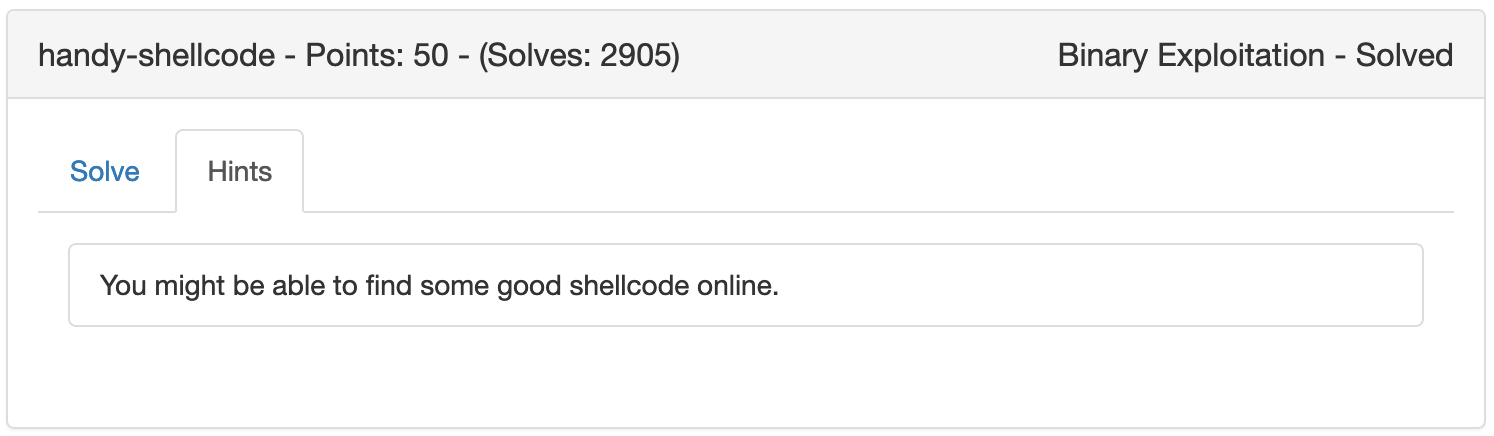 handy-shellcode - Points: 50 - (Solves: 2905) Binary Exploitation - Solved
Solve Hints
You might be able to find some good shellcode online.